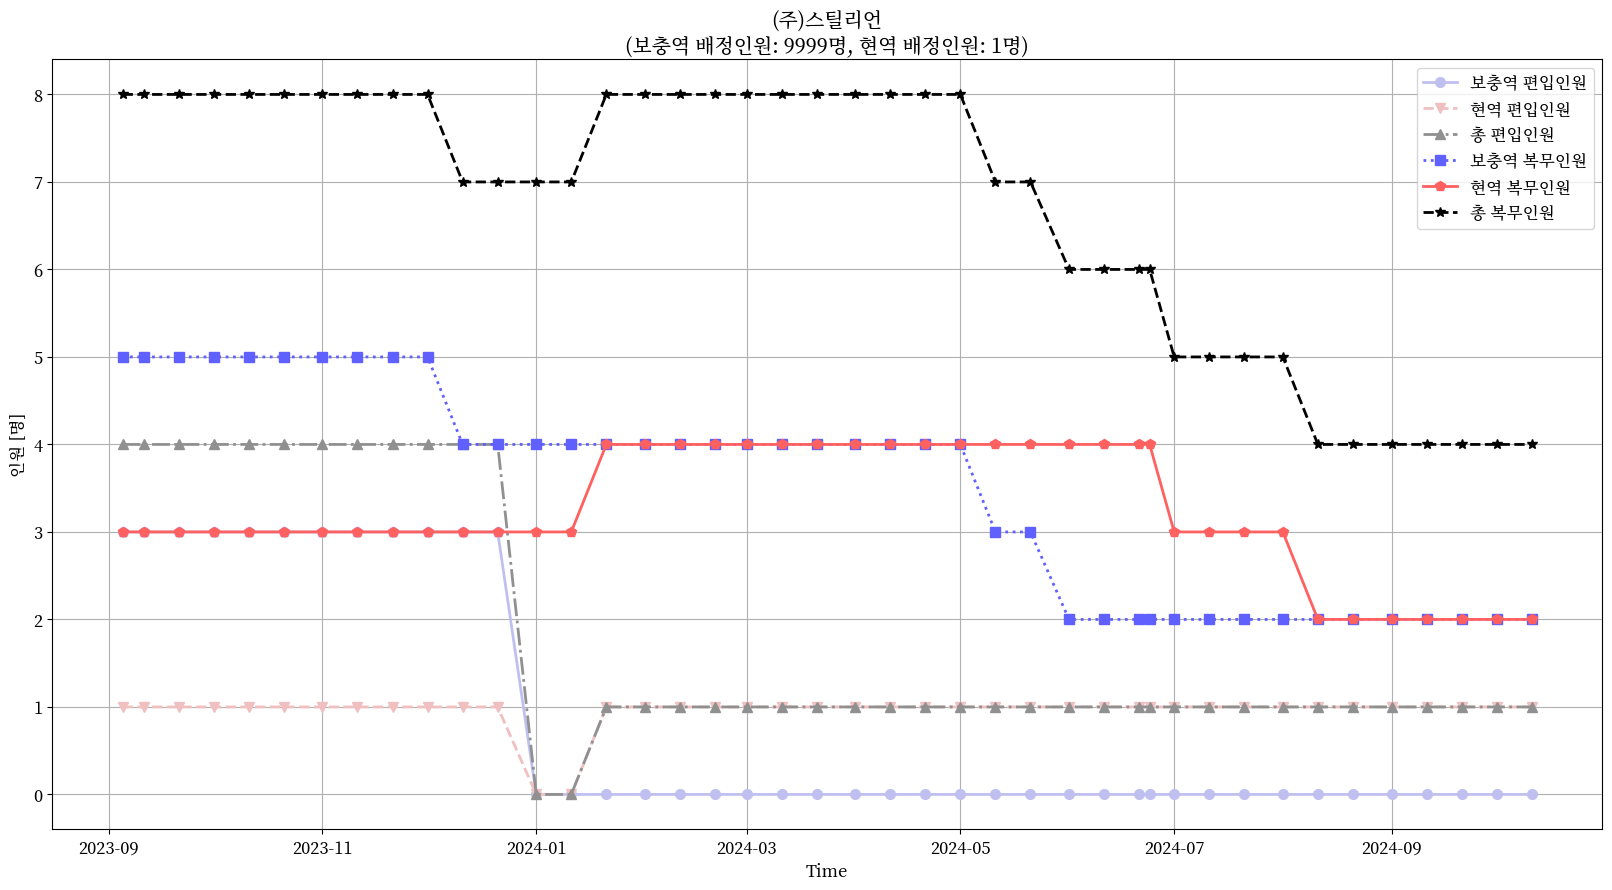 (주)스틸리언
(보충역 배정인원: 9999명, 현역 배정인원: 1명)
보충역 편입인원
현역 편입인원
총 편입인원
보충역 복무인원
현역 복무인원
총 복무인원
인원 [명]
8
7
6
5
4
3
2
1
0
2023-09
2023-11
2024-01
2024-03
2024-05
2024-07
2024-09
Time